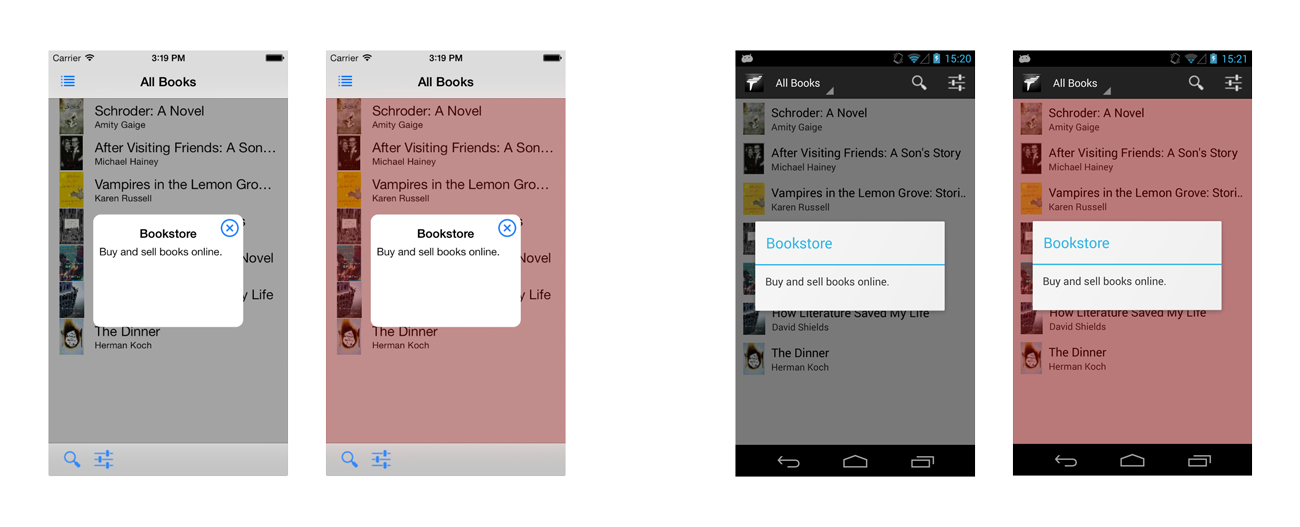 Carrier 3:19 PM
All Books
Schroder: A Novel
Amity Gaige
After Visiting Friends: A Son…
Michael Hainey
Vampires in the Lemon Gro…
Karen Russell
s
Bookstore
Buy and sell books online.
Novel
y Life
The Dinner
Herman Koch
Carrier 3:19 PM
All Books
Schroder: A Novel
Amity Gaige
After Visiting Friends: A Son…
Michael Hainey
Vampires in the Lemon Gro…
Karen Russell
s
Bookstore
Buy and sell books online.
Novel
y Life
The Dinner
Herman Koch
15:20
All Books
Schroder: A Novel
Amity Gaige
After Visiting Friends: A Son's Story
Michael Hainey
Vampires in the Lemon Grove: Stori..
Karen Russell
Bookstore
Buy and sell books online.
How Literature Saved My Life
David Shields
The Dinner
Herman Koch
15:21
All Books
Schroder: A Novel
Amity Gaige
After Visiting Friends: A Son's Story
Michael Hainey
Vampires in the Lemon Grove: Stori..
Karen Russell
Bookstore
Buy and sell books online.
How Literature Saved My Life
David Shields
The Dinner
Herman Koch